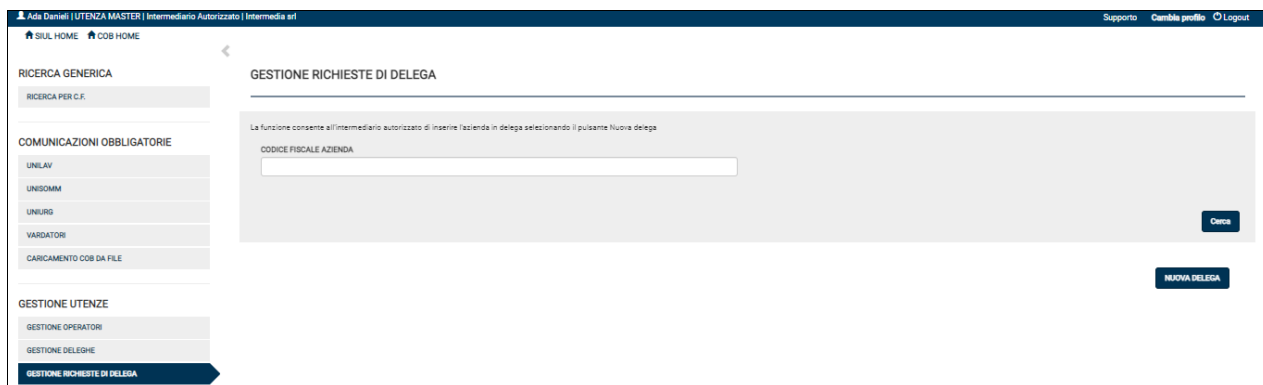 Ada Danieli | UTENZA MASTER | Intermediario Autorizzato | Intermedia srl
Supporto Cambia profilo Logout
SIUL HOME COB HOME
RICERCA GENERICA
RICERCA PER C.F.
COMUNICAZIONI OBBLIGATORIE
UNILAV
UNISOMM
UNIURG
VARDATORI
CARICAMENTO COB DA FILE
GESTIONE UTENZE
GESTIONE OPERATORI
GESTIONE DELEGHE
GESTIONE RICHIESTE DI DELEGA
GESTIONE RICHIESTE DI DELEGA
La funzione consente all'intermediario autorizzato di inserire l'azienda in delega selezionando il pulsante Nuova delega
CODICE FISCALE AZIENDA
Cerca
NUOVA DELEGA